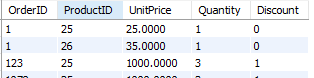 OrderID ProductID UnitPrice Quantity Discount
1 25 25.0000 1 0
1 26 35.0000 1 0
123 25 1000.0000 3 1